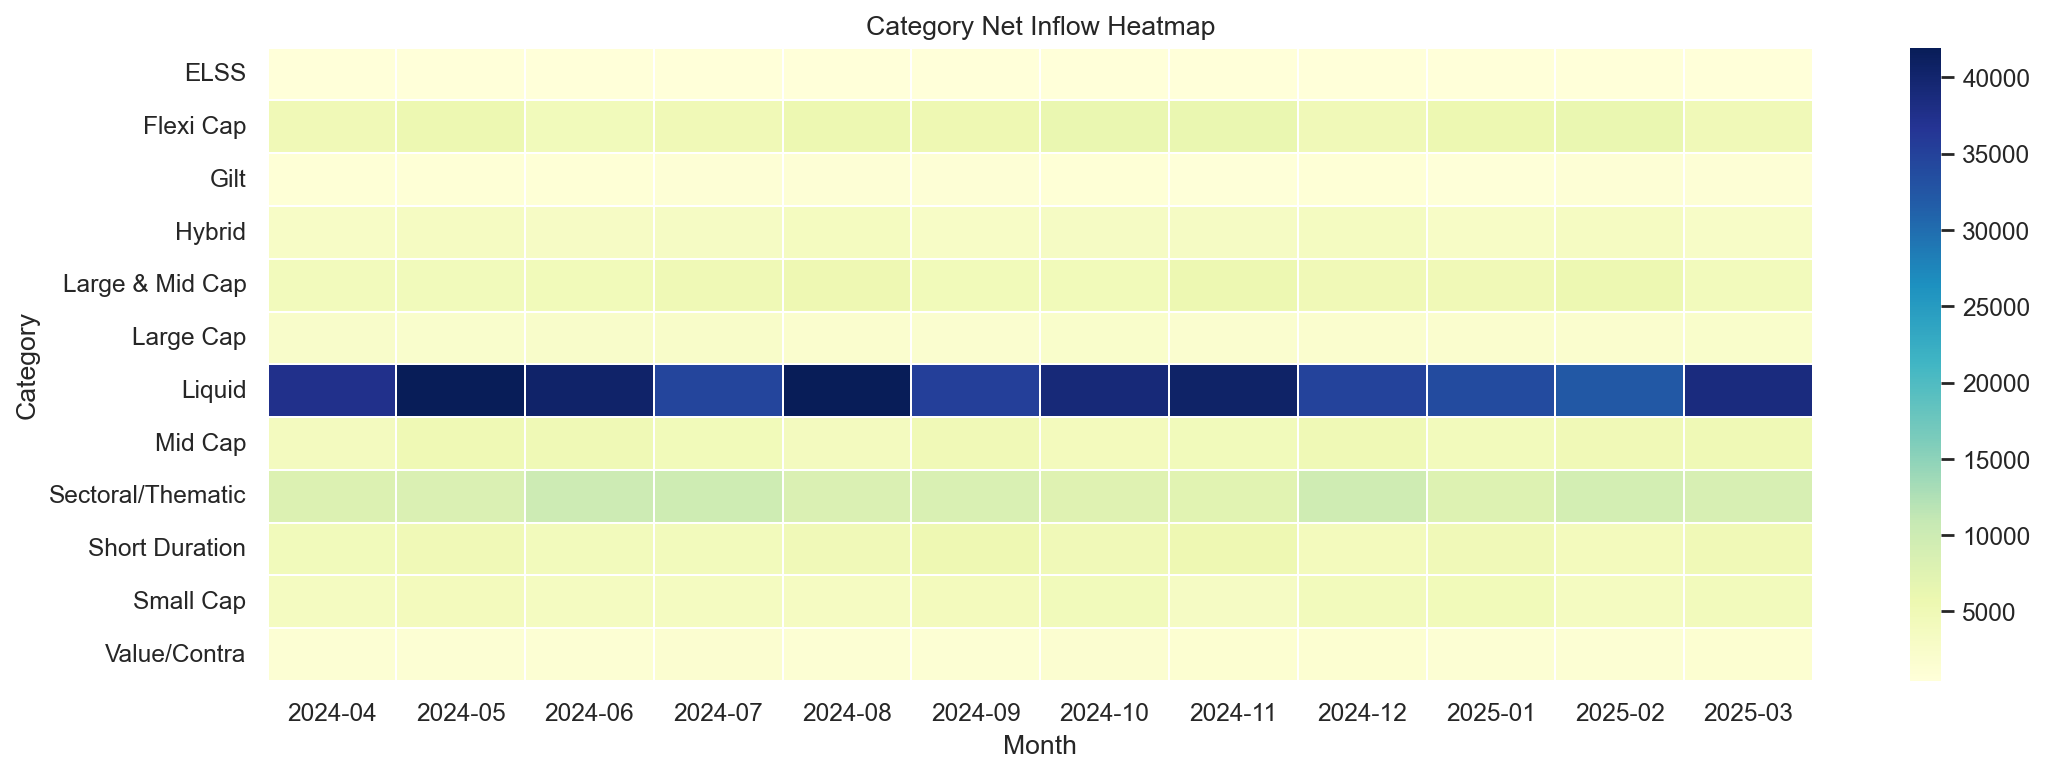 Category Net Inflow Heatmap
Category
ELSS
Flexi Cap
Gilt
Hybrid
Large & Mid Cap
Large Cap
Liquid
Mid Cap
Sectoral/Thematic
Short Duration
Small Cap
Value/Contra
2024-04 2024-05 2024-06 2024-07 2024-08 2024-09 2024-10 2024-11 2024-12 2025-01 2025-02 2025-03
Month
40000
35000
30000
25000
20000
15000
10000
5000